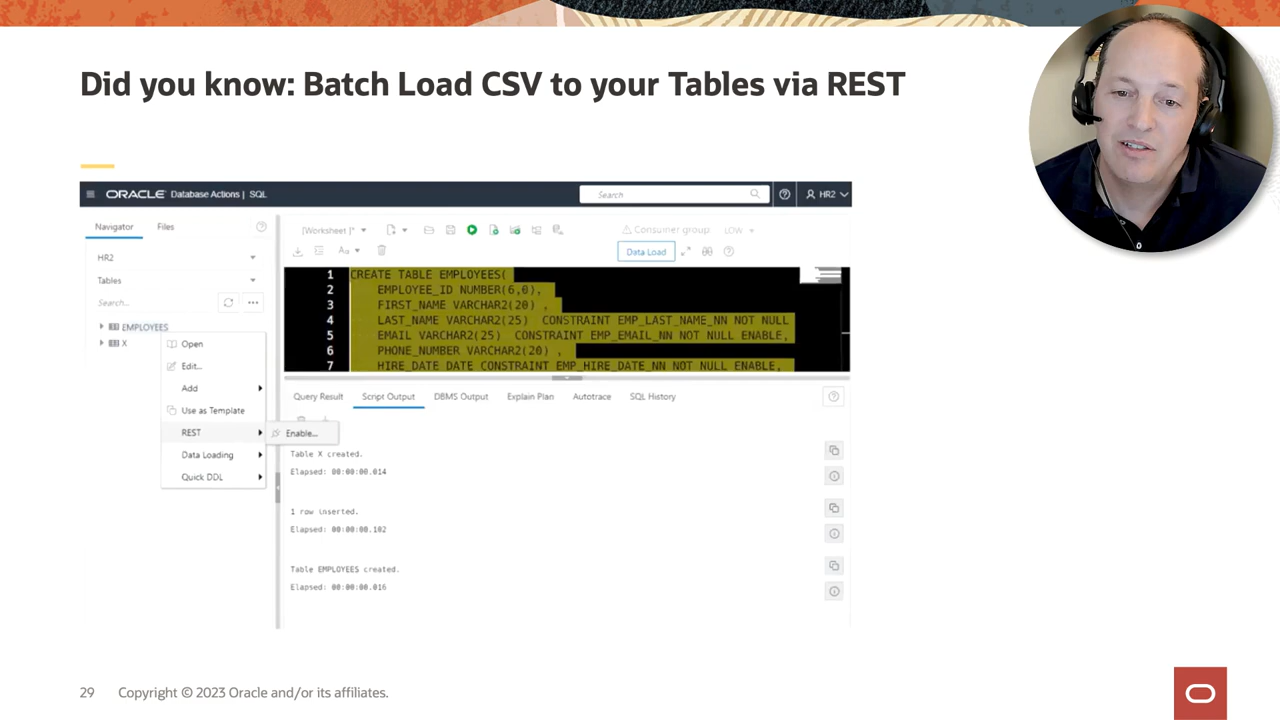 Did you know: Batch Load CSV to your Tables via REST
ORACLE Database Actions | SQL
Search
HR2
Navigator
Files
HR2
Tables
Search...
EMPLOYEES
X
Open
Edit...
Add
Use as Template
REST
Enable...
Data Loading
Quick DDL
[Worksheet]*
Aa
Consumer group:
LOW
Data Load
1 CREATE TABLE EMPLOYEES(
2 EMPLOYEE_ID NUMBER(6,0),
3 FIRST_NAME VARCHAR2(20) ,
4 LAST_NAME VARCHAR2(25) CONSTRAINT EMP_LAST_NAME_NN NOT NULL
5 EMAIL VARCHAR2(25) CONSTRAINT EMP_EMAIL_NN NOT NULL ENABLE,
6 PHONE_NUMBER VARCHAR2(20) ,
7 HIRE_DATE DATE CONSTRAINT EMP_HIRE_DATE_NN NOT NULL ENABLE,
Query Result
Script Output
DBMS Output
Explain Plan
Autotrace
SQL History
Table X created.
Elapsed: 00:00:00.014
1 row inserted.
Elapsed: 00:00:00.102
Table EMPLOYEES created.
Elapsed: 00:00:00.016
29 Copyright © 2023 Oracle and/or its affiliates.